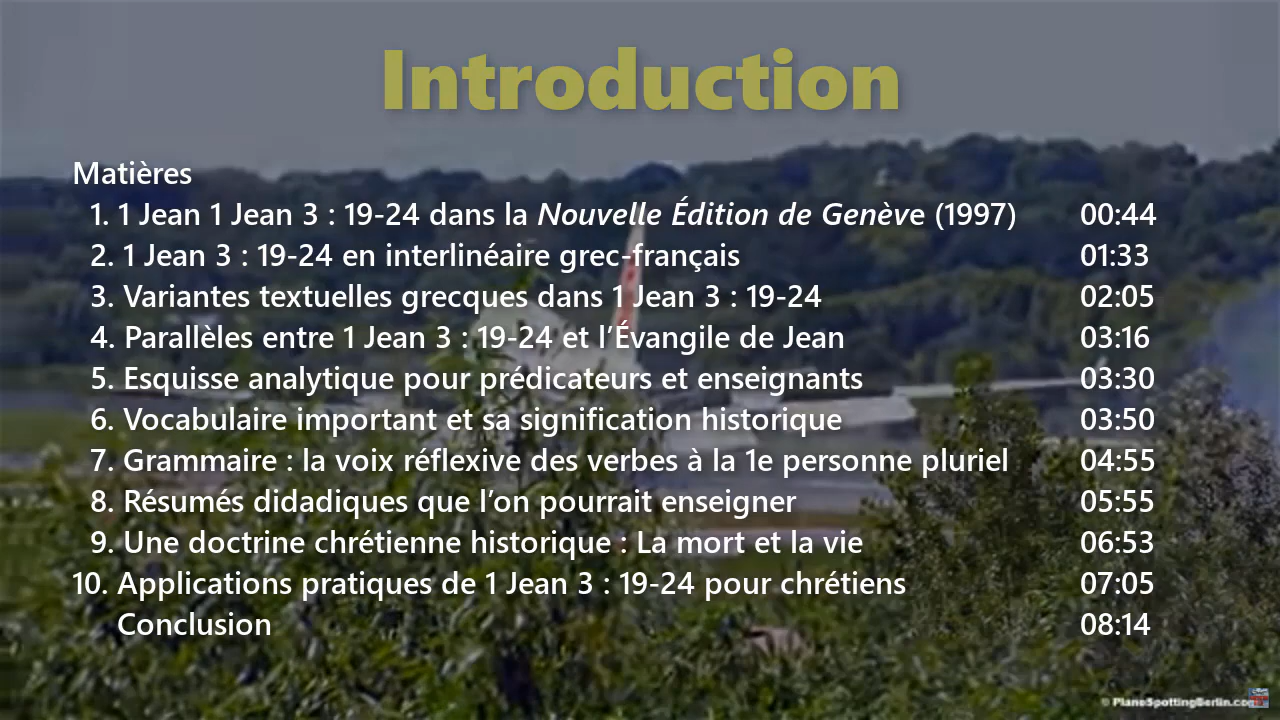 Introduction
Matières
1. 1 Jean 1 Jean 3 : 19-24 dans la Nouvelle Édition de Genève (1997) 00:44
2. 1 Jean 3 : 19-24 en interlinéaire grec-français 01:33
3. Variantes textuelles grecques dans 1 Jean 3 : 19-24 02:05
4. Parallèles entre 1 Jean 3 : 19-24 et l’Évangile de Jean 03:16
5. Esquisse analytique pour prédicateurs et enseignants 03:30
6. Vocabulaire important et sa signification historique 03:50
7. Grammaire : la voix réflexive des verbes à la 1e personne pluriel 04:55
8. Résumés didadiques que l’on pourrait enseigner 05:55
9. Une doctrine chrétienne historique : La mort et la vie 06:53
10. Applications pratiques de 1 Jean 3 : 19-24 pour chrétiens 07:05
Conclusion 08:14
© PlaneSpottingBerlin.com